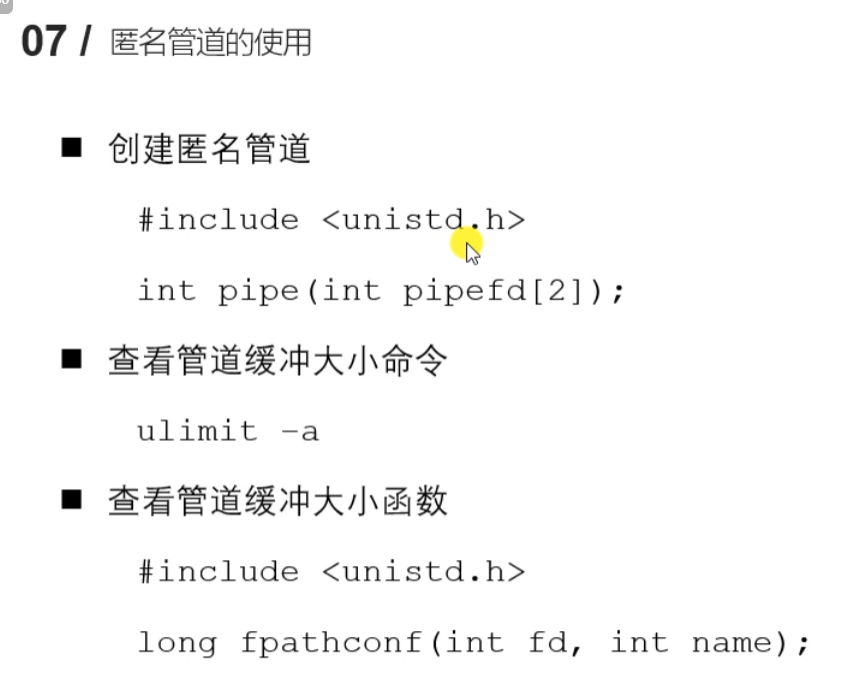 07 / 匿名管道的使用
创建匿名管道
#include <unistd.h>
int pipe(int pipefd[2]);
查看管道缓冲大小命令
ulimit -a
查看管道缓冲大小函数
#include <unistd.h>
long fpathconf(int fd, int name);